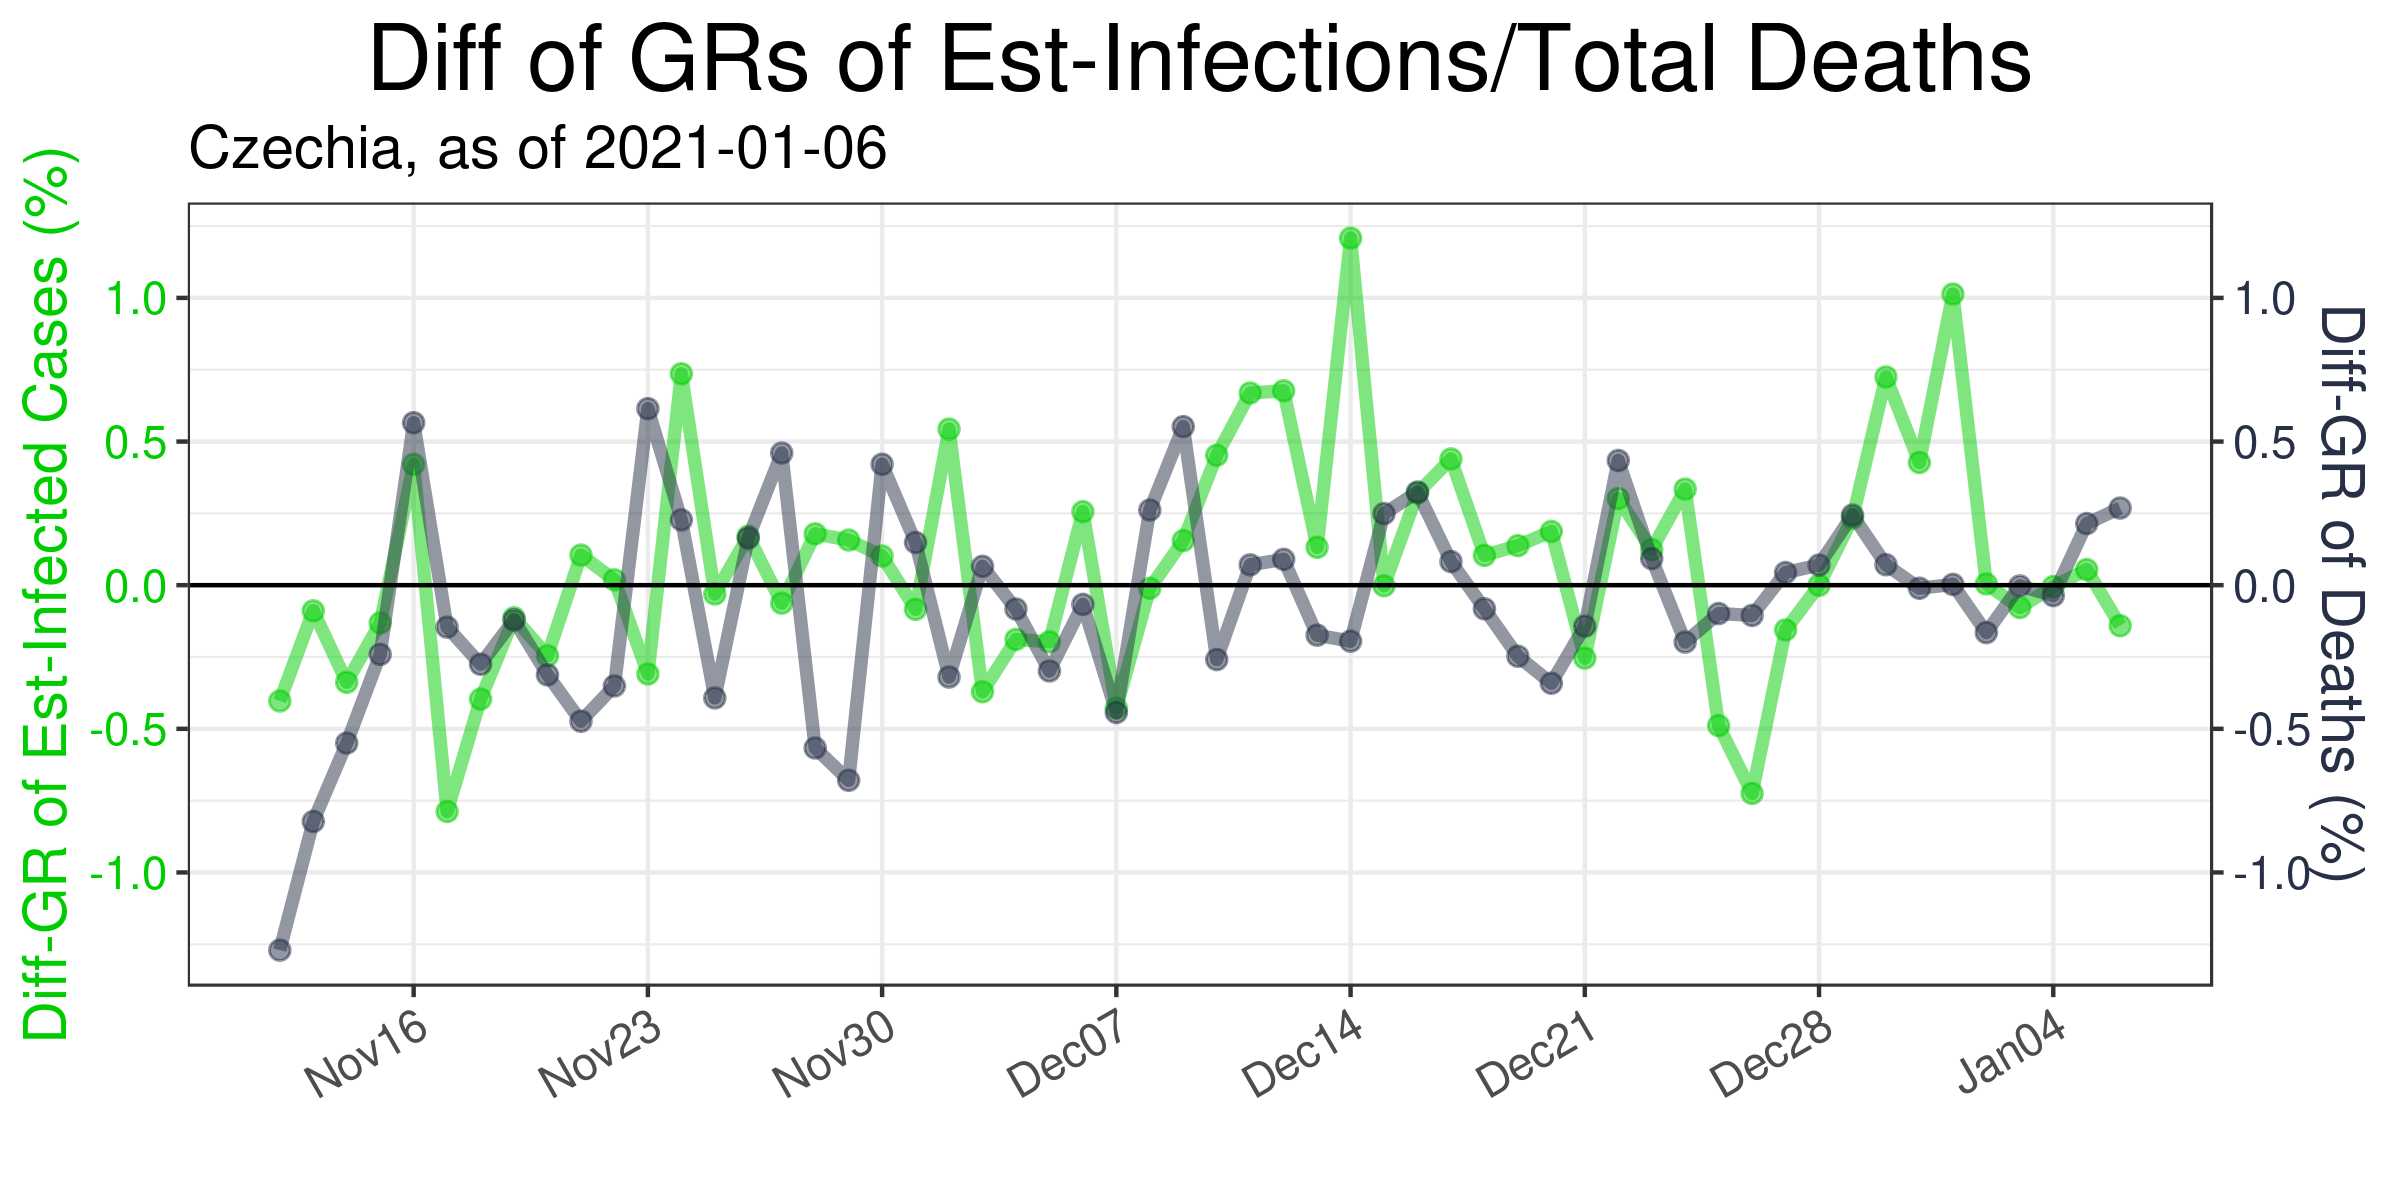 Diff of GRs of Est-Infections/Total Deaths
Czechia, as of 2021-01-06
Diff-GR of Est-Infected Cases (%)
1.0
0.5
0.0
-0.5
-1.0
1.0
0.5
0.0
-0.5
-1.0
Diff-GR of Deaths (%)
Nov16
Nov23
Nov30
Dec07
Dec14
Dec21
Dec28
Jan04